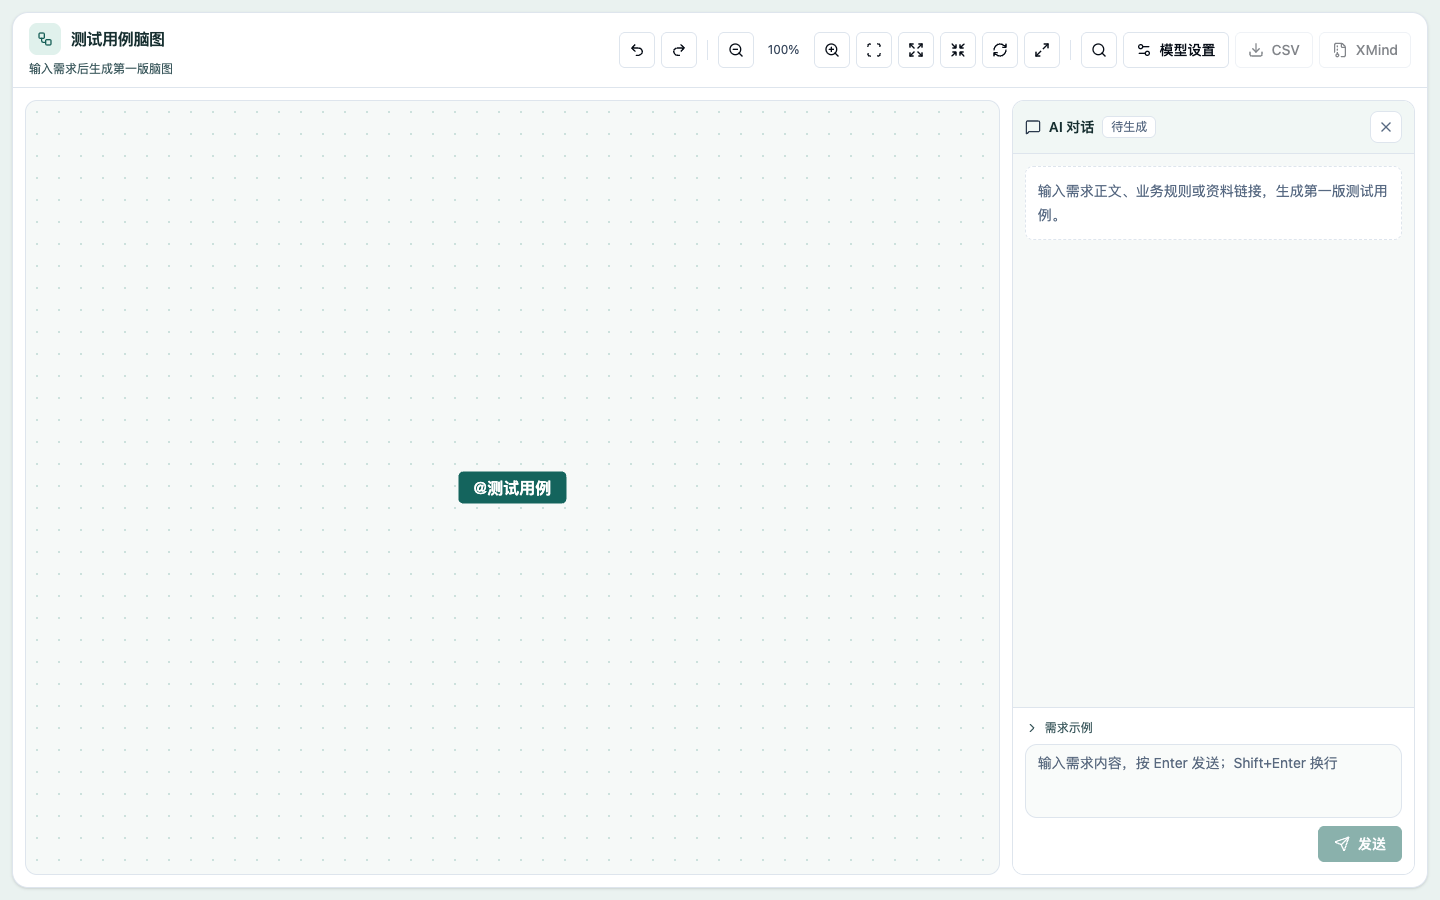 测试用例脑图
输入需求后生成第一版脑图
100%
模型设置
CSV
XMind
@测试用例
AI 对话
待生成
输入需求正文、业务规则或资料链接，生成第一版测试用
例。
需求示例
输入需求内容，按 Enter 发送；Shift+Enter 换行
发送